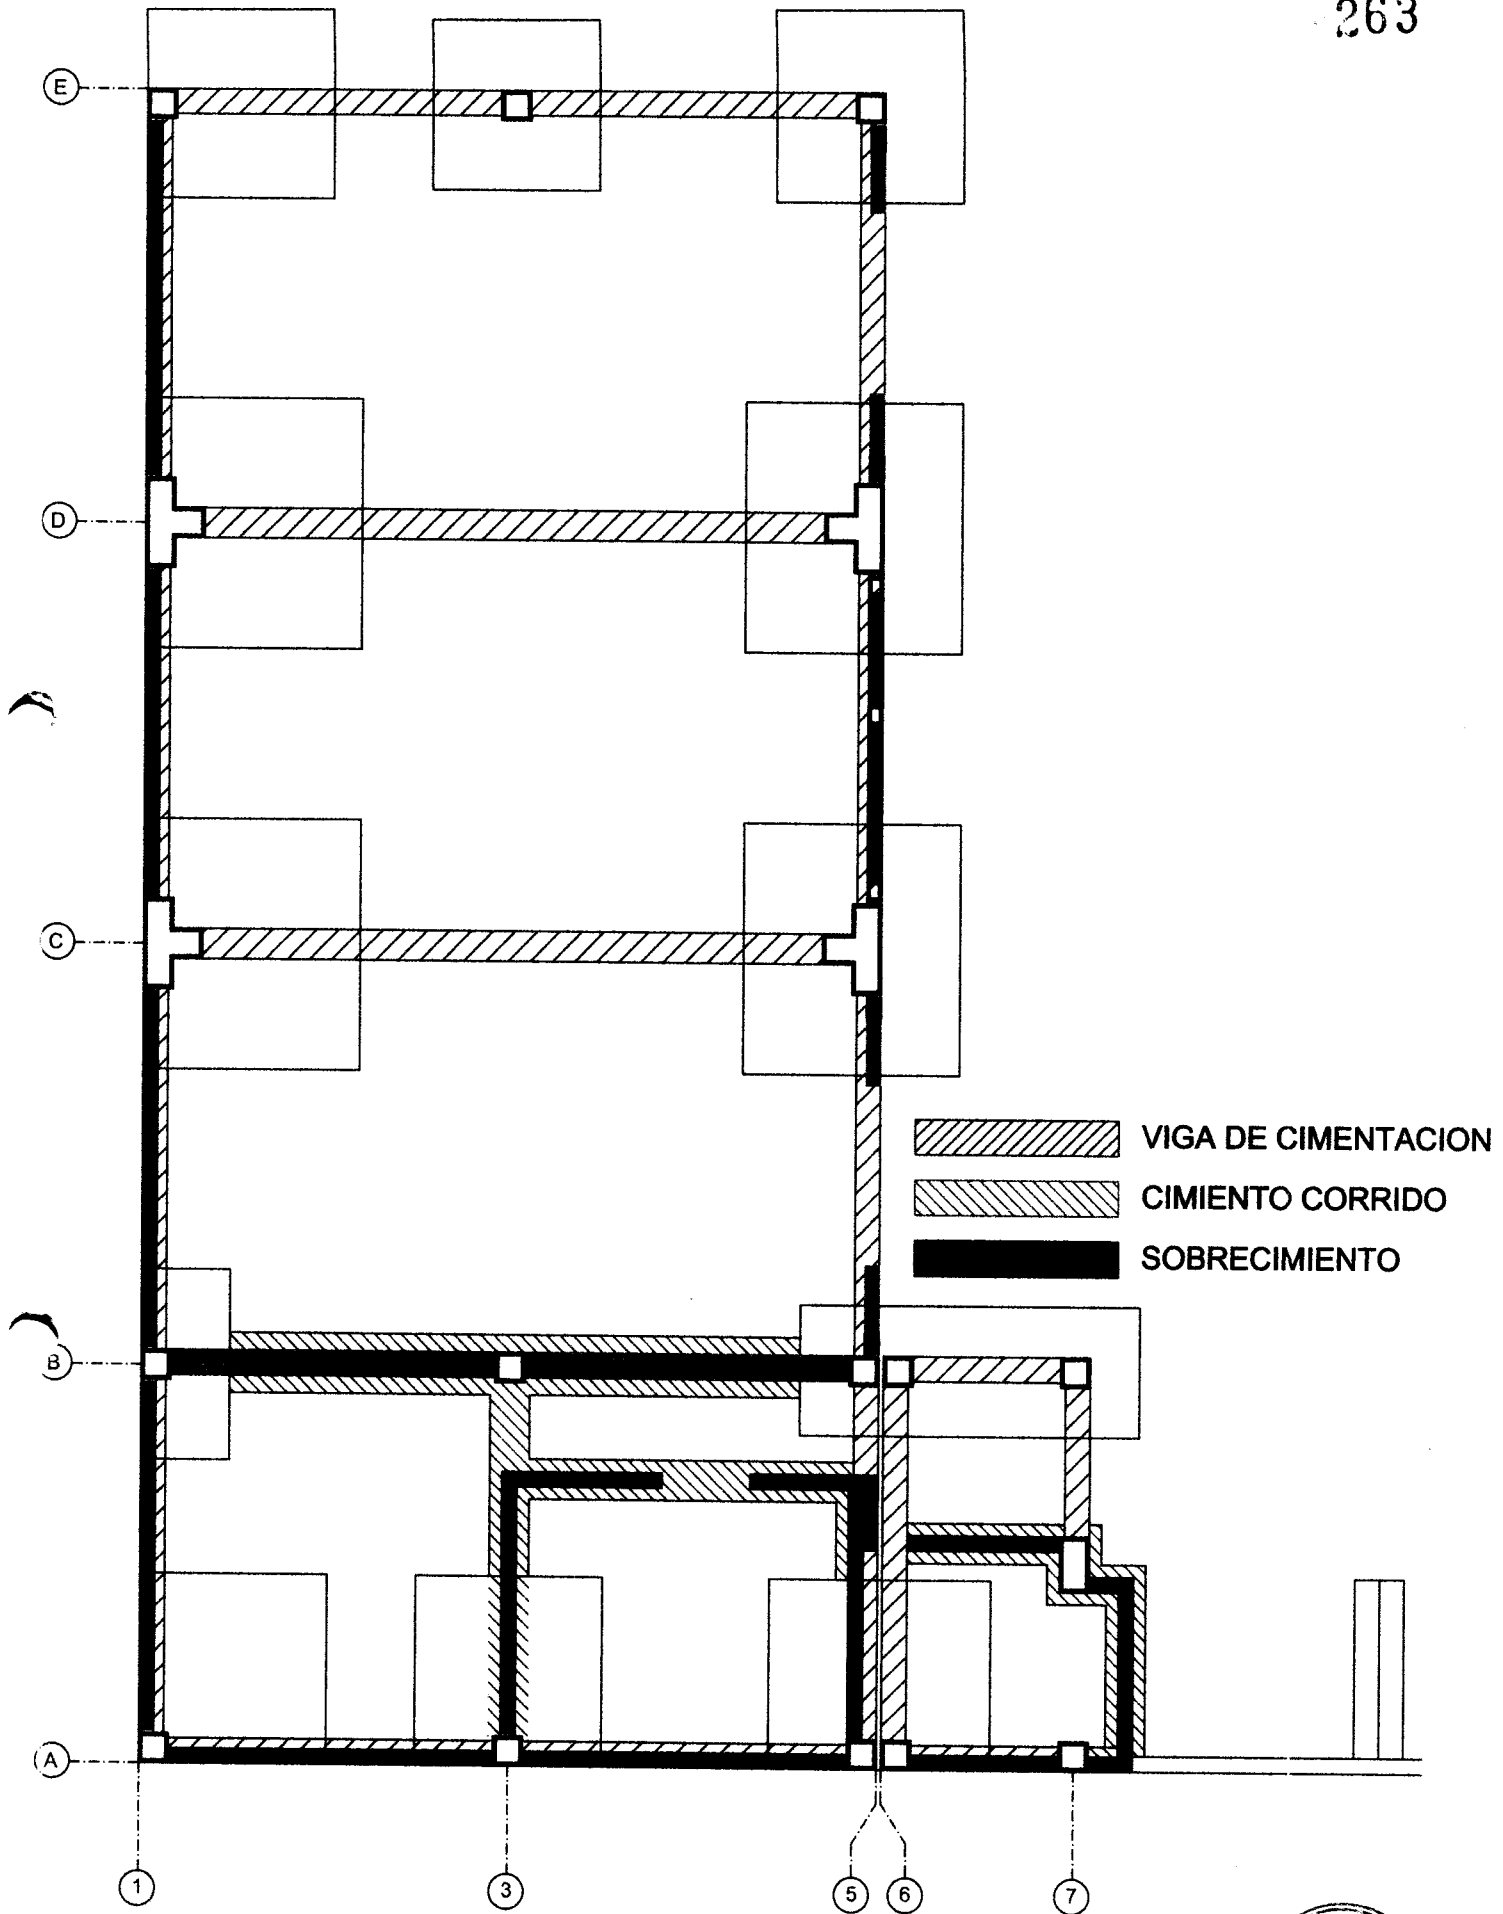 263
E
D
C
VIGA DE CIMENTACION
CIMIENTO CORRIDO
SOBRECIMIENTO
B
A
1
3
5
6
7